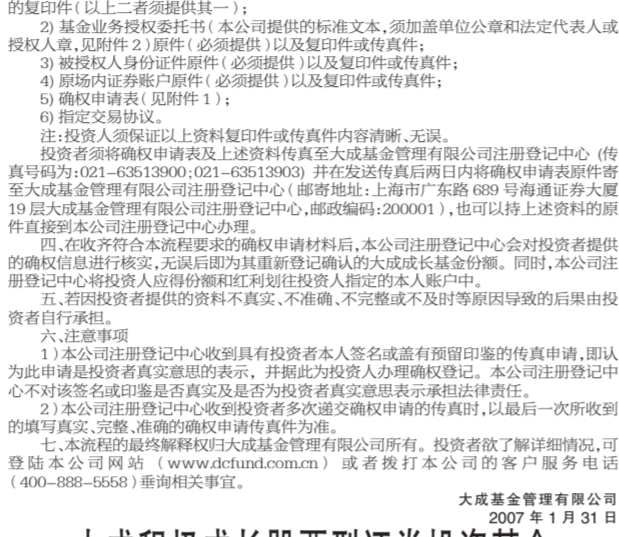 的复印件(以上二者须提供其一);
2)基金业务授权委托书(本公司提供的标准文本,须加盖单位公章和法定代表人或
授权人章,见附件2)原件(必须提供)以及复印件或传真件;
3)被授权人身份证件原件(必须提供)以及复印件或传真件;
4)原场内证券账户原件(必须提供)以及复印件或传真件;
5)确权申请表(见附件1);
6)指定交易协议。
注:投资人须保证以上资料复印件或传真件内容清晰、无误。
投资者须将确权申请表及上述资料传真至大成基金管理有限公司注册登记中心(传
真号码为:021-63513900;021-63513903)并在发送传真后两日内将确权申请表原件寄
至大成基金管理有限公司注册登记中心(邮寄地址:上海市广东路689号海通证券大厦
19层大成基金管理有限公司注册登记中心,邮政编码:200001),也可以持上述资料的原
件直接到本公司注册登记中心办理。
四、在收齐符合本流程要求的确权申请材料后,本公司注册登记中心会对投资者提供
的确权信息进行核实,无误后即为其重新登记确认的大成成长基金份额。同时,本公司注
册登记中心将投资人应得份额和红利划往投资人指定的本人账户中。
五、若因投资者提供的资料不真实、不准确、不完整或不及时等原因导致的后果由投
资者自行承担。
六、注意事项
1)本公司注册登记中心收到具有投资者本人签名或盖有预留印鉴的传真申请,即认
为此申请是投资者真实意思的表示,并据此为投资人办理确权登记。本公司注册登记中
心不对该签名或印鉴是否真实及是否为投资者真实意思表示承担法律责任。
2)本公司注册登记中心收到投资者多次递交确权申请的传真时,以最后一次所收到
的填写真实、完整、准确的确权申请传真件为准。
七、本流程的最终解释权归大成基金管理有限公司所有。投资者欲了解详细情况,可
登陆本公司网站(www.dcfund.com.cn)或者拨打本公司的客户服务电话
(400-888-5558)垂询相关事宜。
大成基金管理有限公司
2007年1月31日